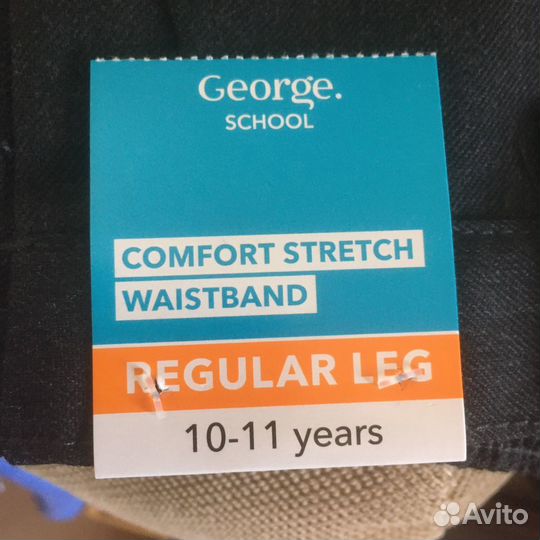 George.
SCHOOL
COMFORT STRETCH
WAISTBAND
REGULAR LEG
10-11 years
Avito